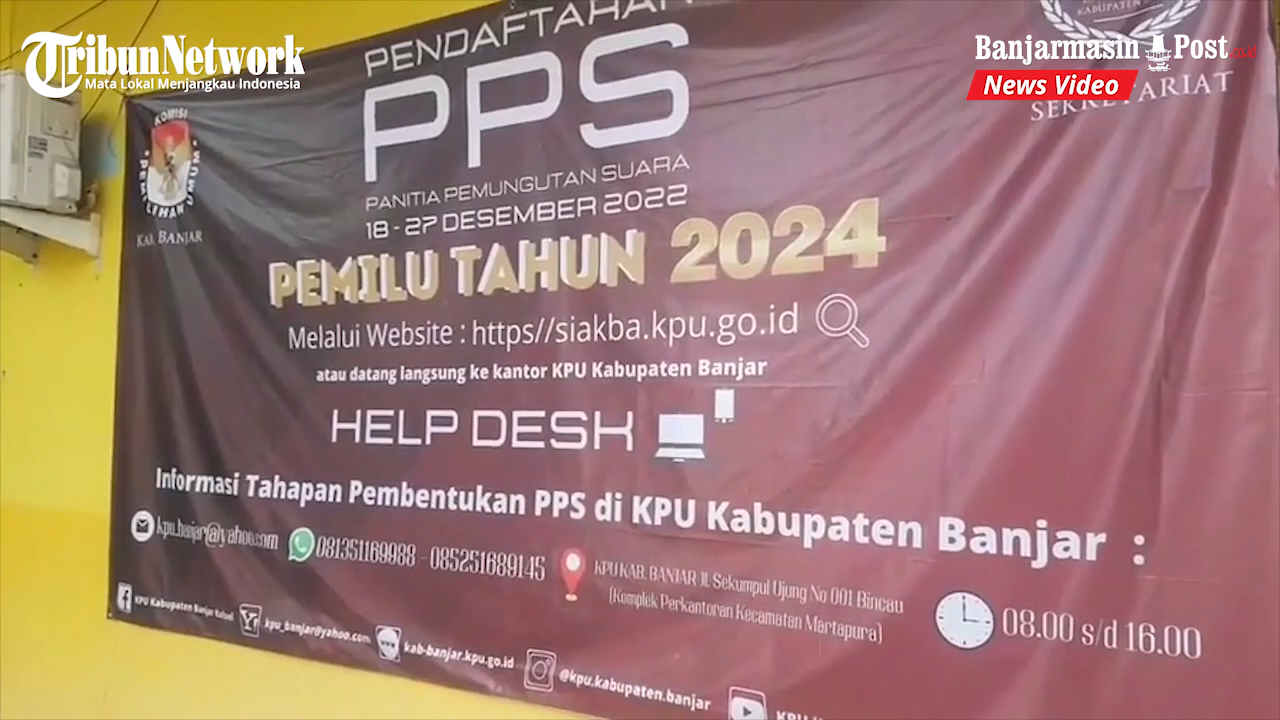 TribunNetwork
Mata Lokal Menjangkau Indonesia
Banjarmasin Post.co.id
News Video
SEKRETARIAT
KOMISI PEMILIHAN UMUM
KAB. BANJAR
PENDAFTARAN
PPS
PANITIA PEMUNGUTAN SUARA
18 - 27 DESEMBER 2022
PEMILU TAHUN 2024
Melalui Website : https//siakba.kpu.go.id
atau datang langsung ke kantor KPU Kabupaten Banjar
HELP DESK
Informasi Tahapan Pembentukan PPS di KPU Kabupaten Banjar :
kpu.banjar@yahoo.com
081351169988 - 085251689145
KPU KAB. BANJAR Jl. Sekumpul Ujung No 001 Bincau
(Komplek Perkantoran Kecamatan Martapura)
08.00 s/d 16.00
KPU Kabupaten Banjar Kalsel
kpu_banjar@yahoo.com
kab-banjar.kpu.go.id
@kpu.kabupaten.banjar